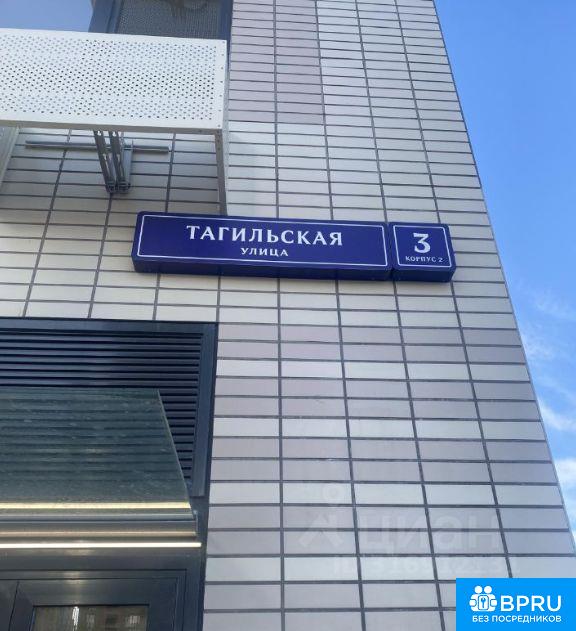 ТАГИЛЬСКАЯ
УЛИЦА
3
КОРПУС 2
циан
BPRU
БЕЗ ПОСРЕДНИКОВ